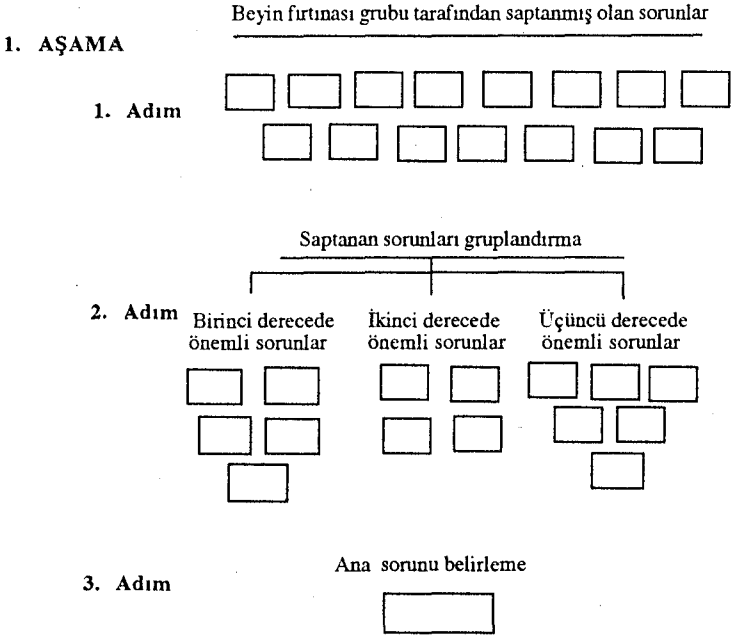 Beyin fırtınası grubu tarafından saptanmış olan sorunlar
1. AŞAMA
1. Adım
Saptanan sorunları gruplandırma
2. Adım
Birinci derecede
önemli sorunlar
İkinci derecede
önemli sorunlar
Üçüncü derecede
önemli sorunlar
Ana sorunu belirleme
3. Adım